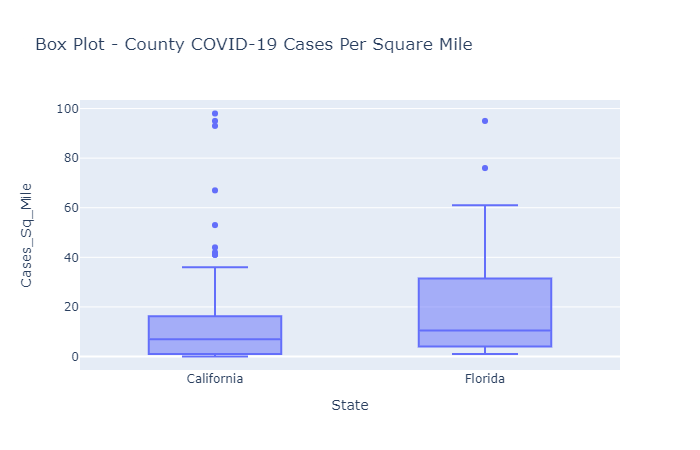 Box Plot - County COVID-19 Cases Per Square Mile
100
80
60
40
20
0
Cases_Sq_Mile
California
Florida
State